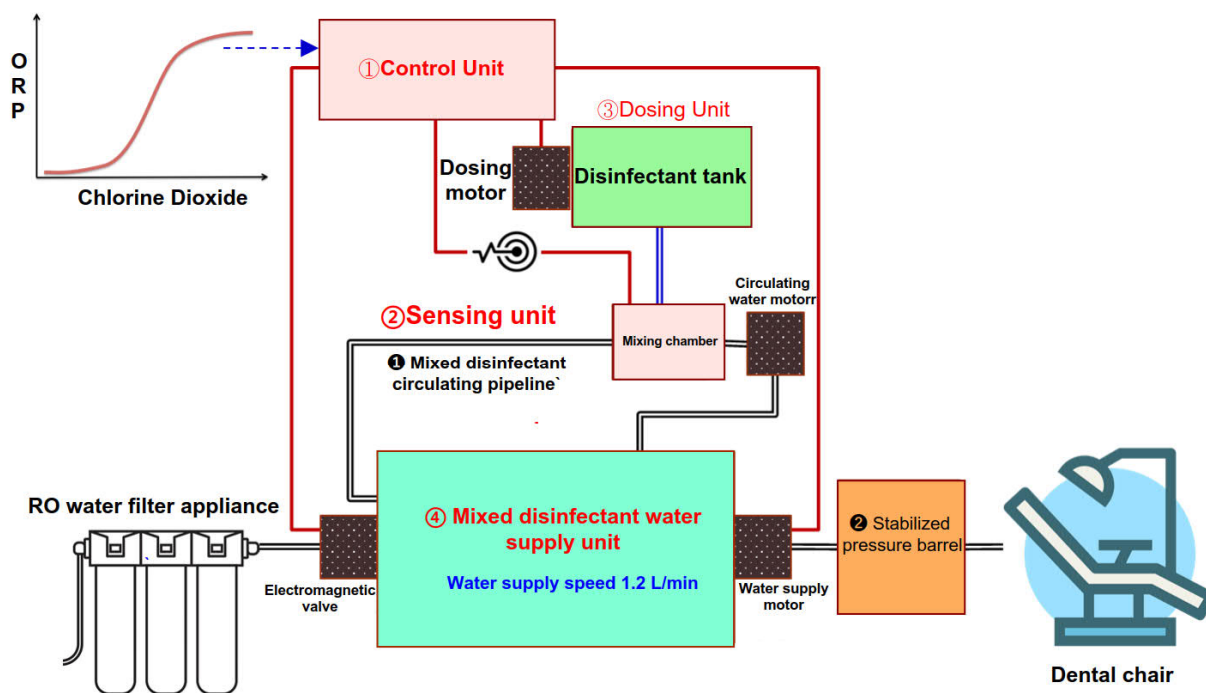 O
R
P
Chlorine Dioxide
①Control Unit
③Dosing Unit
Dosing
motor
Disinfectant tank
②Sensing unit
Circulating
water motorr
Mixing chamber
❶ Mixed disinfectant
circulating pipeline`
RO water filter appliance
Electromagnetic
valve
④ Mixed disinfectant water
supply unit
Water supply speed 1.2 L/min
Water supply
motor
❷ Stabilized
pressure barrel
Dental chair